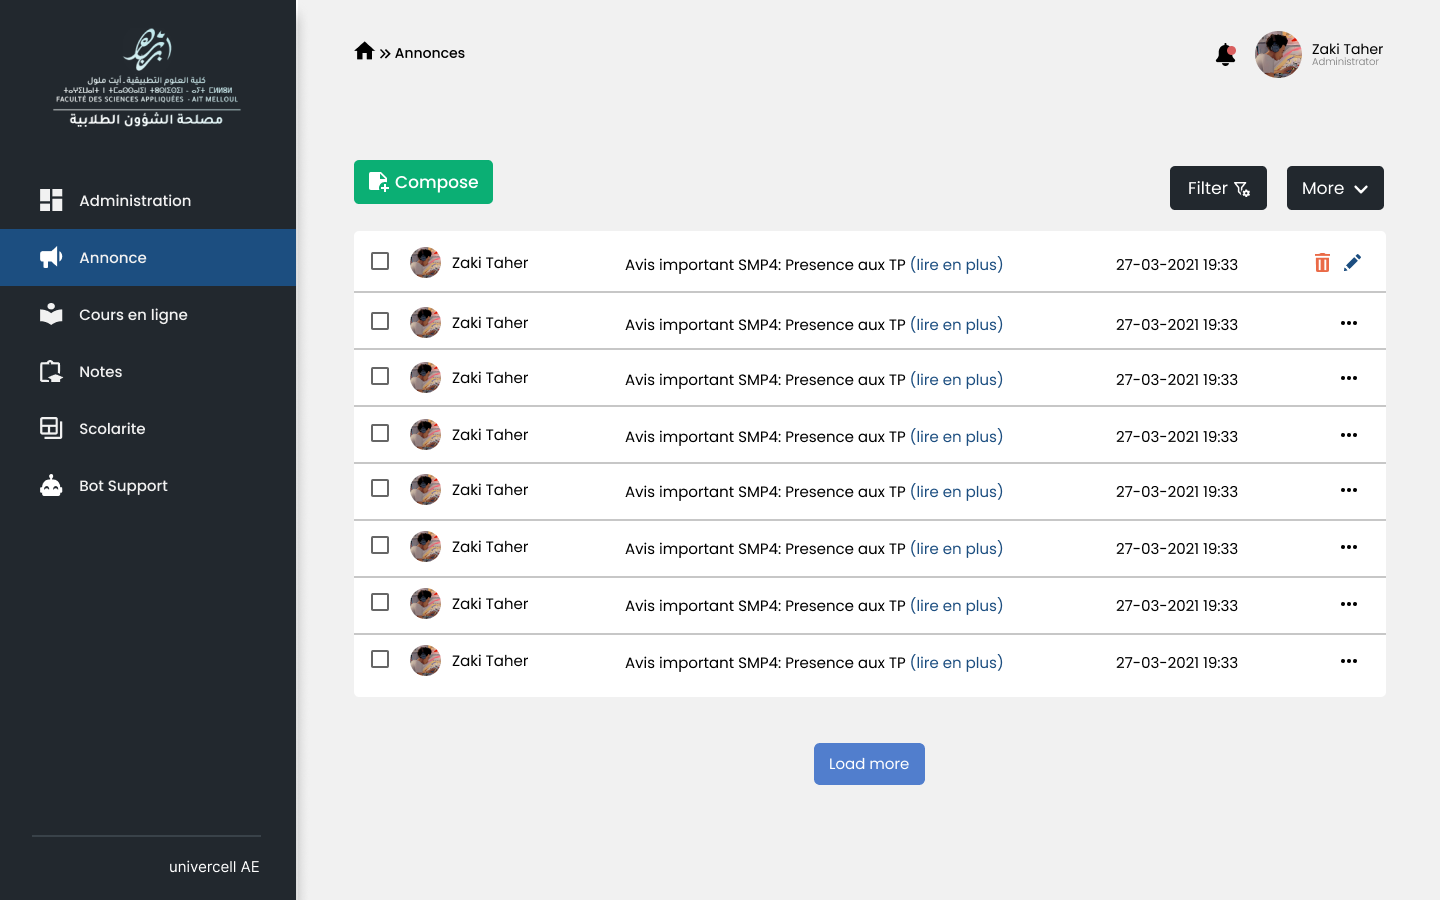 كلية العلوم التطبيقية - أيت ملول
FACULTÉ DES SCIENCES APPLIQUÉES - AIT MELLOUL
مصلحة الشؤون الطلابية
Administration
Annonce
Cours en ligne
Notes
Scolarite
Bot Support
univercell AE
» Annonces
Zaki Taher
Administrator
Compose
Filter
More
Zaki Taher Avis important SMP4: Presence aux TP (lire en plus) 27-03-2021 19:33
Zaki Taher Avis important SMP4: Presence aux TP (lire en plus) 27-03-2021 19:33
Zaki Taher Avis important SMP4: Presence aux TP (lire en plus) 27-03-2021 19:33
Zaki Taher Avis important SMP4: Presence aux TP (lire en plus) 27-03-2021 19:33
Zaki Taher Avis important SMP4: Presence aux TP (lire en plus) 27-03-2021 19:33
Zaki Taher Avis important SMP4: Presence aux TP (lire en plus) 27-03-2021 19:33
Zaki Taher Avis important SMP4: Presence aux TP (lire en plus) 27-03-2021 19:33
Zaki Taher Avis important SMP4: Presence aux TP (lire en plus) 27-03-2021 19:33
Load more